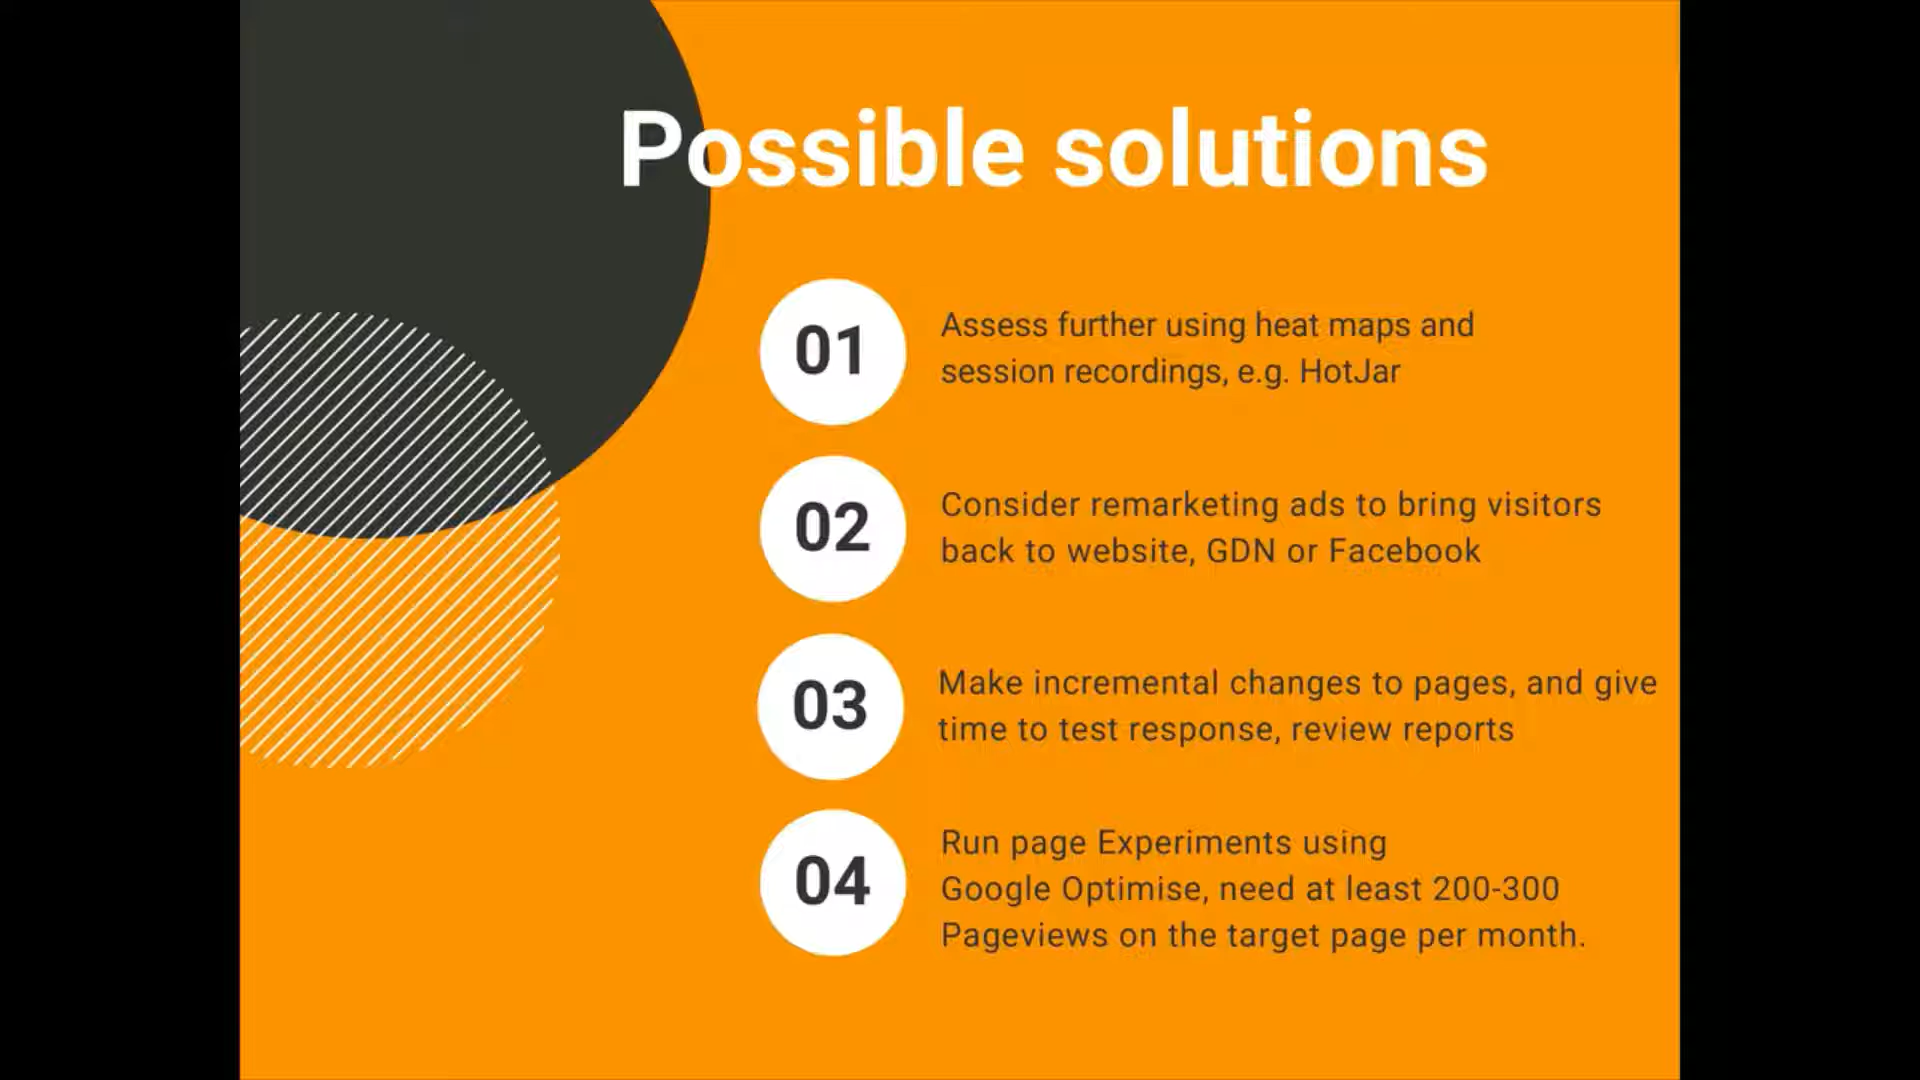 Possible solutions
01
Assess further using heat maps and
session recordings, e.g. HotJar
02
Consider remarketing ads to bring visitors
back to website, GDN or Facebook
03
Make incremental changes to pages, and give
time to test response, review reports
04
Run page Experiments using
Google Optimise, need at least 200-300
Pageviews on the target page per month.